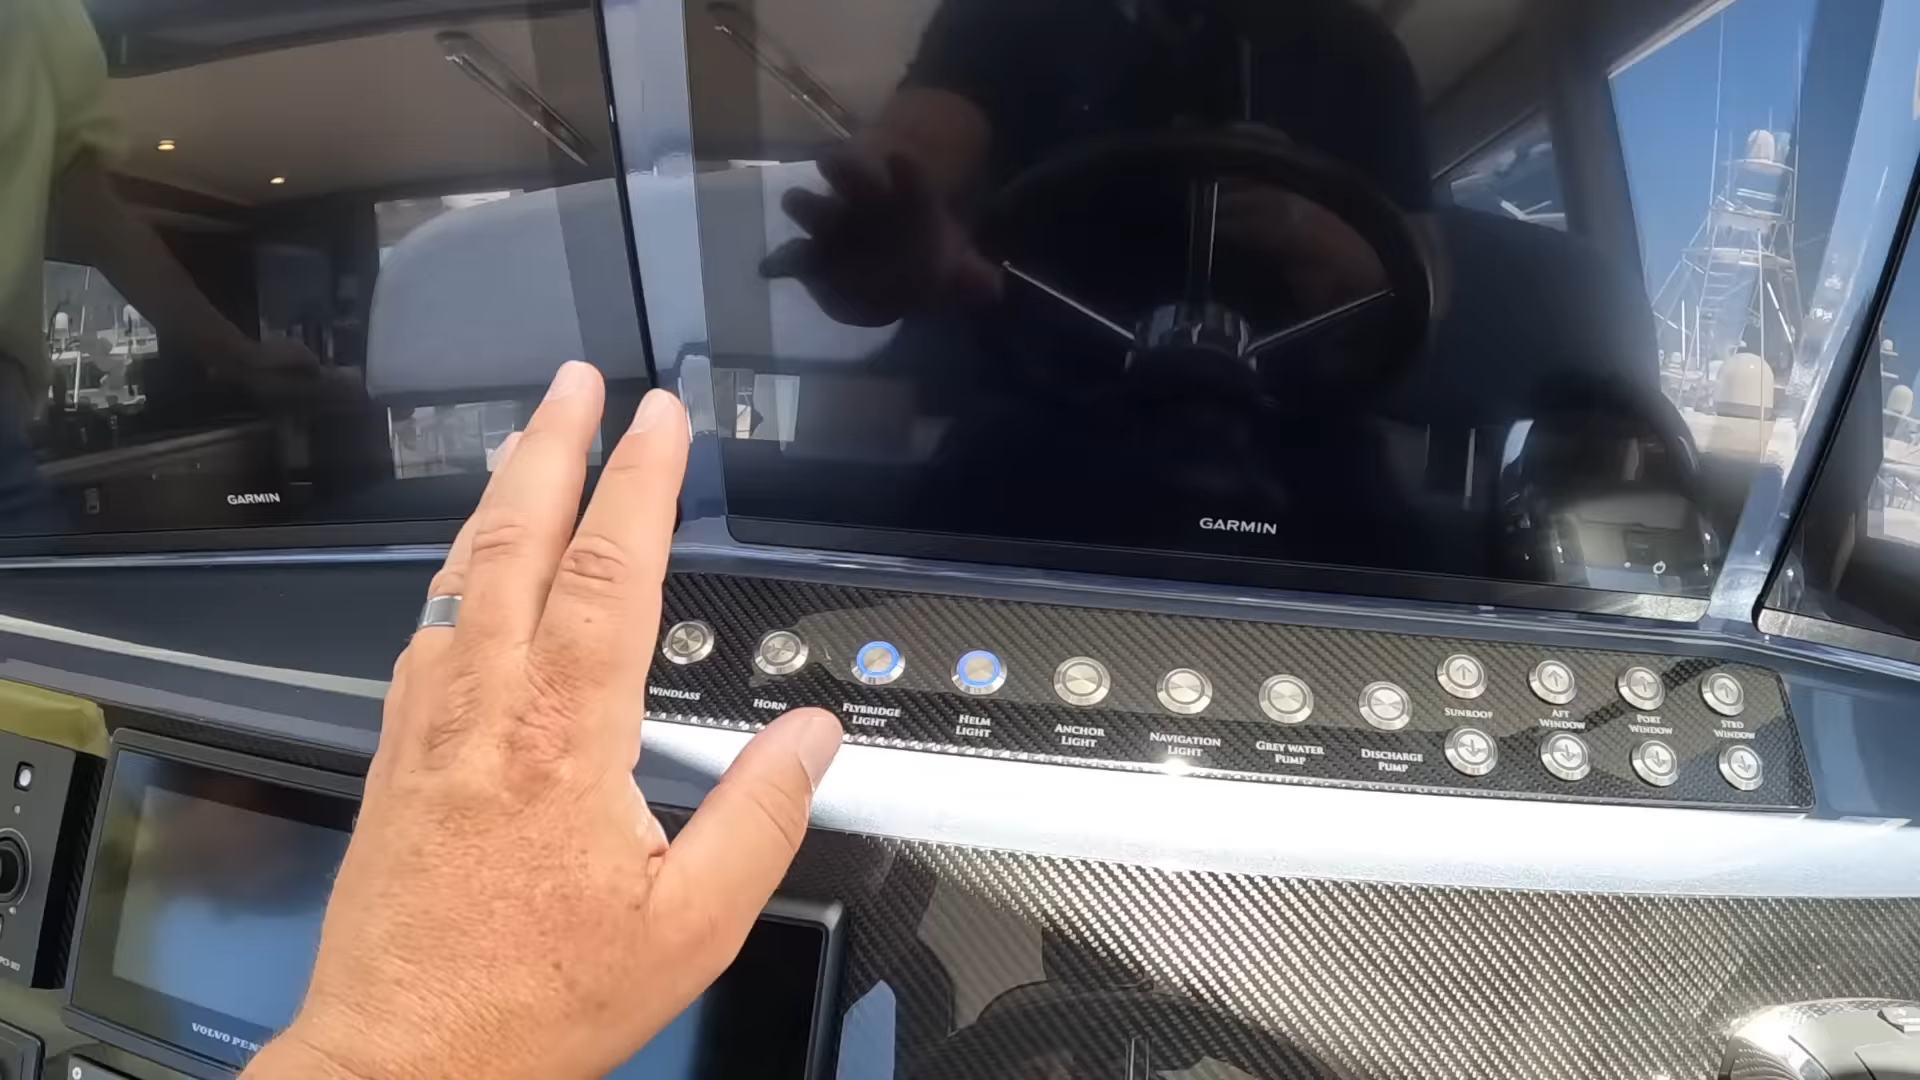 GARMIN
GARMIN
WINDLASS
HORN
FLYBRIDGE
LIGHT
HELM
LIGHT
ANCHOR
LIGHT
NAVIGATION
LIGHT
GREY WATER
PUMP
DISCHARGE
PUMP
SUNROOF
AFT
WINDOW
PORT
WINDOW
STBD
WINDOW
VOLVO PEN